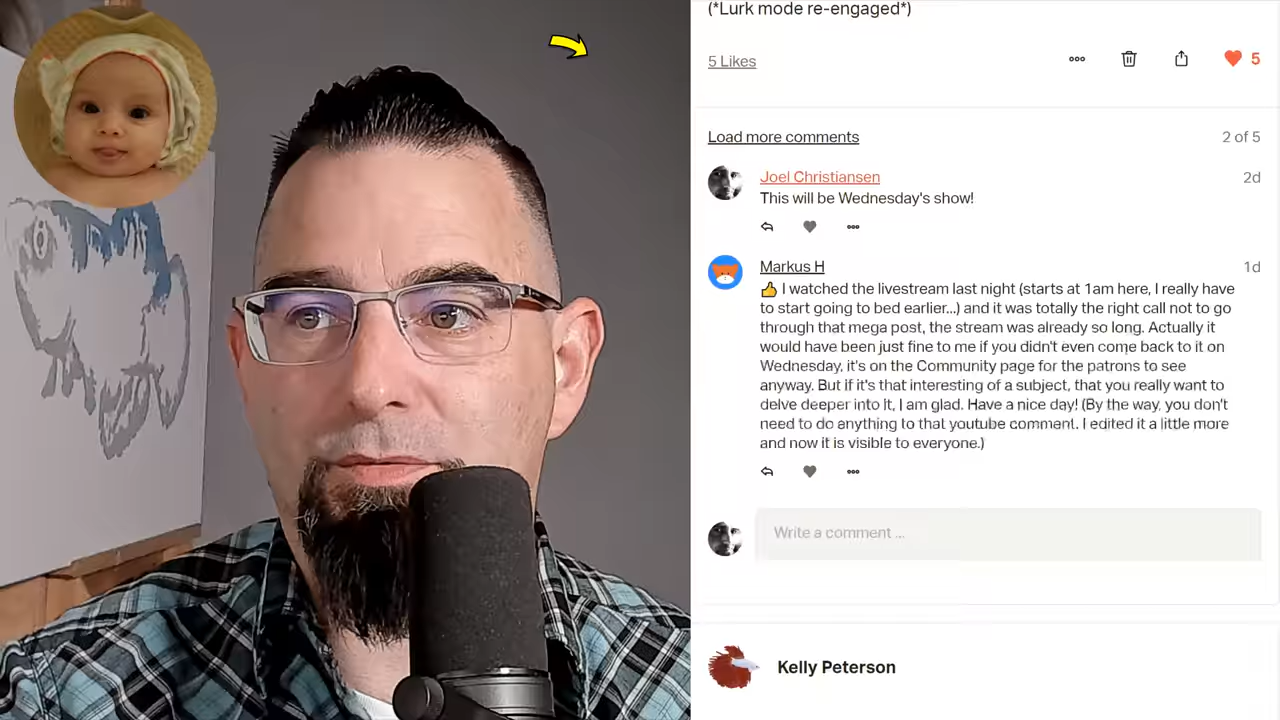 (*Lurk mode re-engaged*)
5 Likes
5
Load more comments
2 of 5
Joel Christiansen
2d
This will be Wednesday's show!
Markus H
1d
👍 I watched the livestream last night (starts at 1am here, I really have
to start going to bed earlier...) and it was totally the right call not to go
through that mega post, the stream was already so long. Actually it
would have been just fine to me if you didn't even come back to it on
Wednesday, it's on the Community page for the patrons to see
anyway. But if it's that interesting of a subject, that you really want to
delve deeper into it, I am glad. Have a nice day! (By the way, you don't
need to do anything to that youtube comment. I edited it a little more
and now it is visible to everyone.)
Write a comment ...
Kelly Peterson